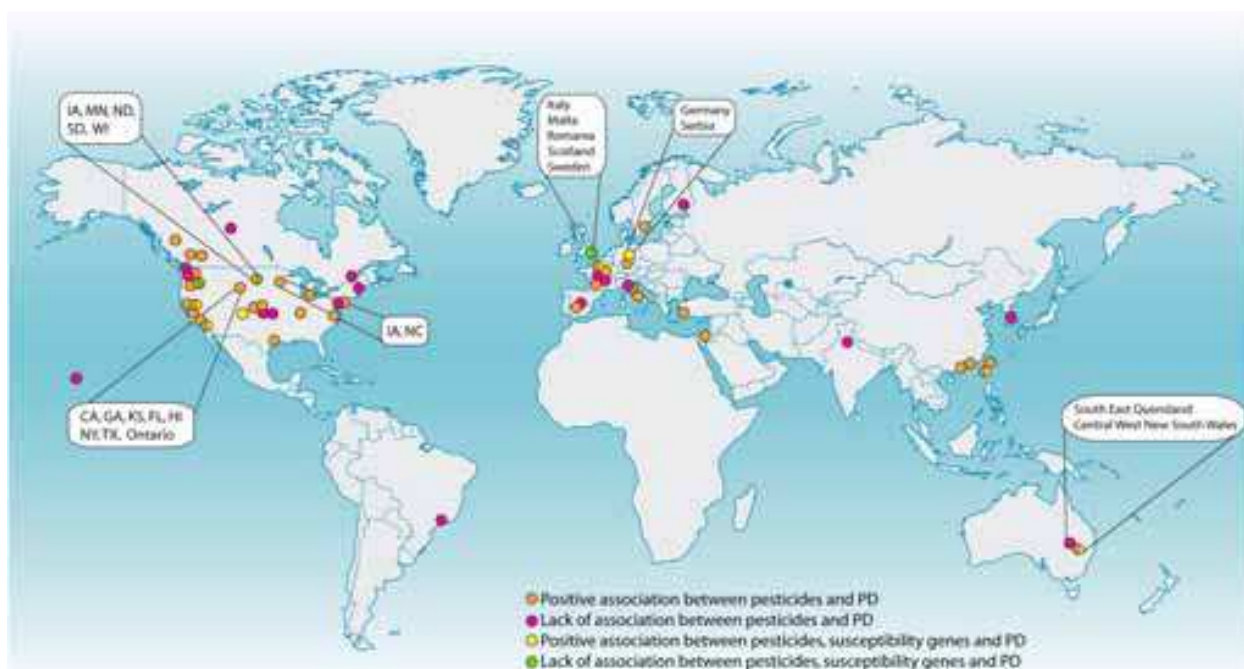 IA, MN, ND,
SD, WI
Italy
Malta
Romania
Scotland
Sweden
Germany
Serbia
IA, NC
CA, GA, KS, FL, HI
NY, TX, Ontario
South East Quensland
Central West New South Wales
Positive association between pesticides and PD
Lack of association between pesticides and PD
Positive association between pesticides, susceptibility genes and PD
Lack of association between pesticides, susceptibility genes and PD